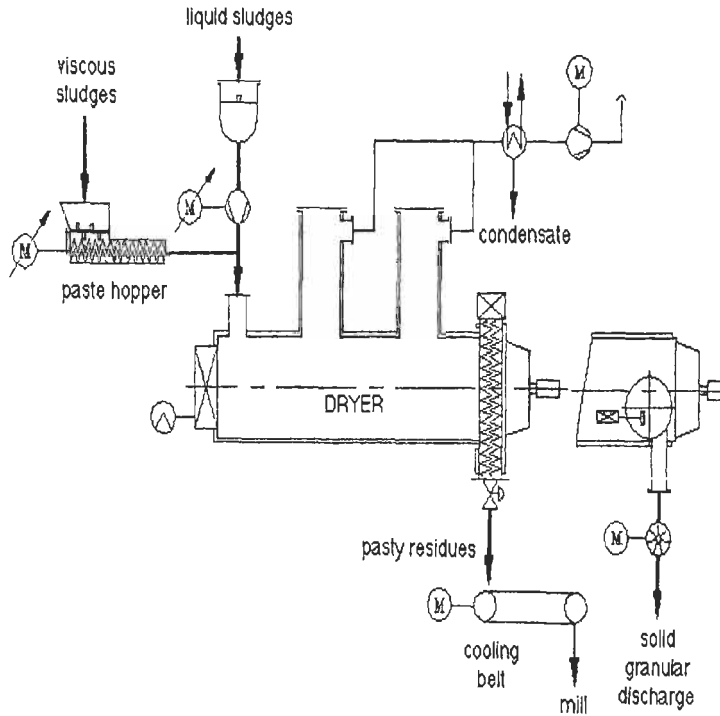 liquid sludges
viscous
sludges
M
M
M
condensate
paste hopper
DRYER
pasty residues
M
M
cooling
belt
mill
solid
granular
discharge